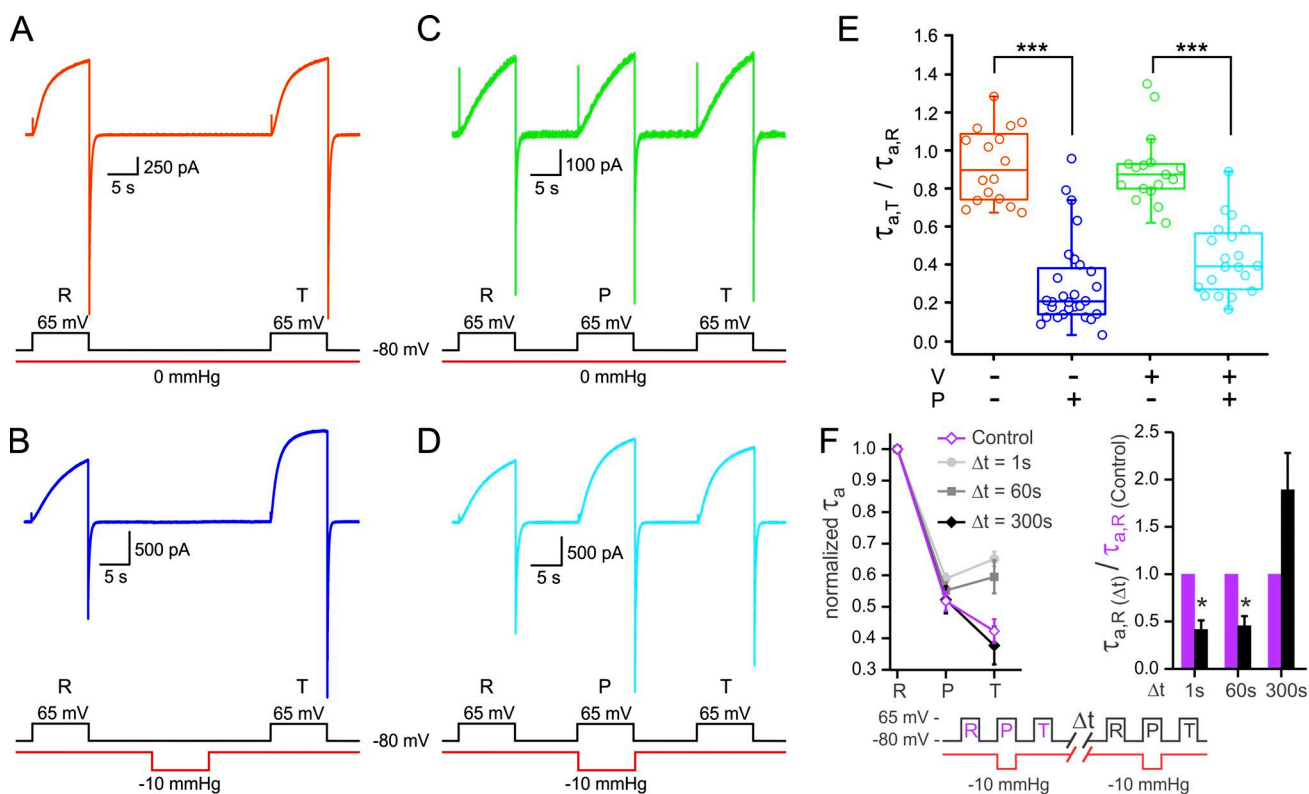 A
250 pA
5 s
R
T
65 mV
65 mV
-80 mV
0 mmHg
C
100 pA
5 s
R
P
T
65 mV
65 mV
65 mV
0 mmHg
E
τa,T / τa,R
1.6
1.4
1.2
1.0
0.8
0.6
0.4
0.2
0.0
***
***
V - - + +
P - + - +
B
500 pA
5 s
R
T
65 mV
65 mV
-80 mV
-10 mmHg
D
500 pA
5 s
R
P
T
65 mV
65 mV
65 mV
-10 mmHg
F
normalized τa
1.0
0.9
0.8
0.7
0.6
0.5
0.4
0.3
R P T
Control
Δt = 1s
Δt = 60s
Δt = 300s
τa,R (Δt) / τa,R (Control)
2.5
2.0
1.5
1.0
0.5
0.0
* *
Δt 1s 60s 300s
65 mV -
-80 mV-
R P T Δt R P T
-10 mmHg -10 mmHg